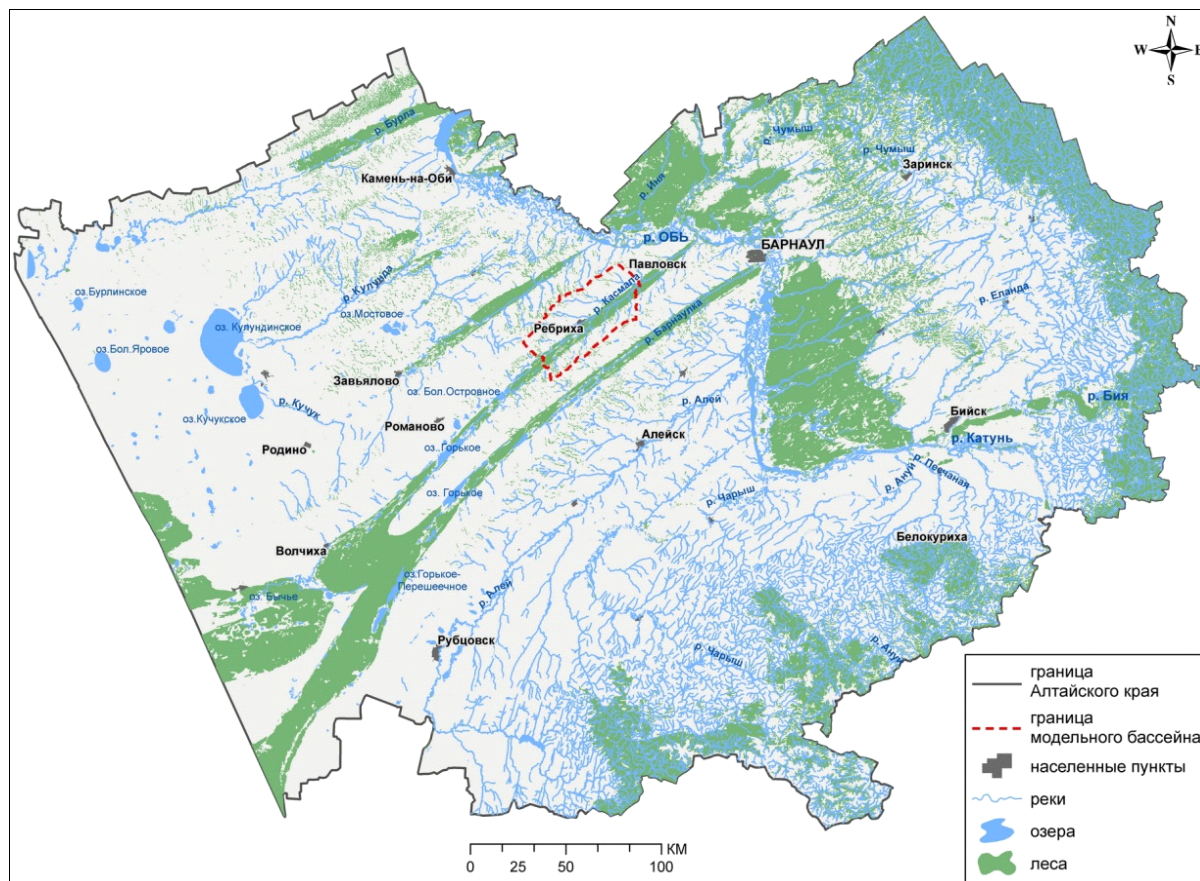 N
W E
S
р. Бурла
р. Чумыш
р. Чумыш
Заринск
Камень-на-Оби
р. Иня
р. ОБЬ
БАРНАУЛ
Павловск
р. Кулунда
р. Касмала
р. Еланда
оз.Бурлинское
оз. Кулундинское
оз.Мостовое
Ребриха
р. Барнаулка
оз.Бол.Яровое
Завьялово
оз. Бол.Островное
р. Бия
р. Кучук
р. Алей
оз.Кучукское
Романово
Бийск
Алейск
р. Катунь
Родино
оз. Горькое
р. Песчаная
р. Ануй
оз. Горькое
р. Чарыш
Белокуриха
Волчиха
оз.Горькое-
Перешеечное
оз. Бычье
р. Алей
Рубцовск
р. Чарыш
р. Ануй
граница
Алтайского края
граница
модельного бассейна
населенные пункты
реки
озера
леса
КМ
0 25 50 100